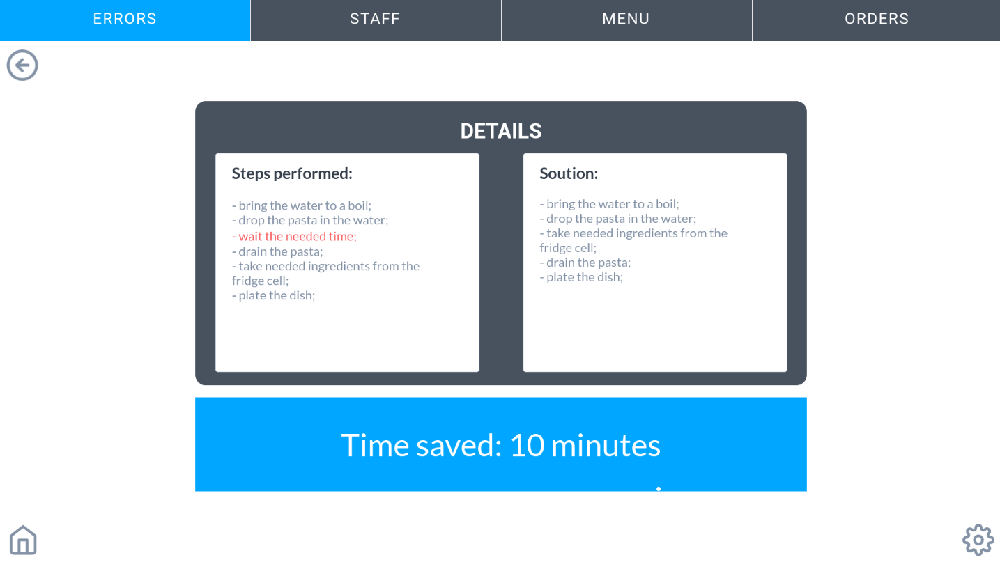 ERRORS
STAFF
MENU
ORDERS
DETAILS
Steps performed:
- bring the water to a boil;
- drop the pasta in the water;
- wait the needed time;
- drain the pasta;
- take needed ingredients from the
fridge cell;
- plate the dish;
Soution:
- bring the water to a boil;
- drop the pasta in the water;
- take needed ingredients from the
fridge cell;
- drain the pasta;
- plate the dish;
Time saved: 10 minutes